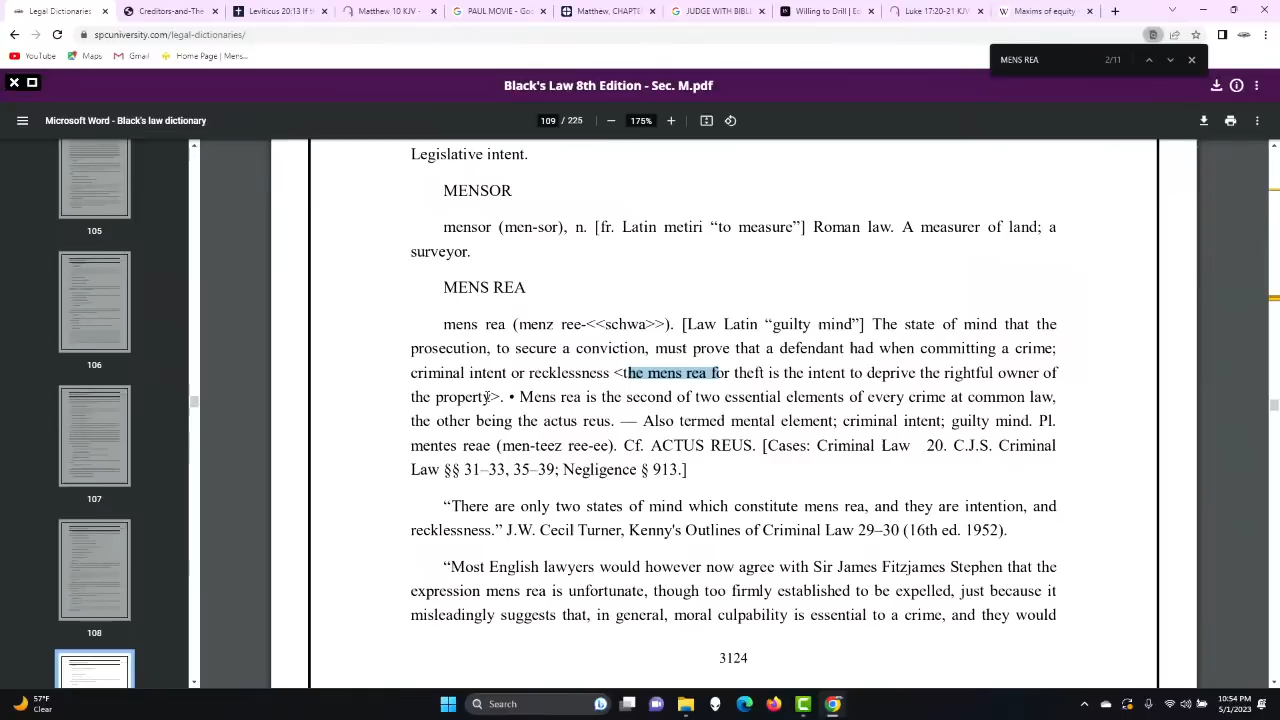 Creditors-and-The-
Leviticus 20:13 If th
Matthew 10 KJV -
PAUL MOVIE - Go
Matthew, CHAPTE
JUDGE WITH BIBL
Willing to Drill | Ed
Luke 17:20-21 KJV
Maxims of equity
spcuniversity.com/legal-dictionaries/
YouTube
Maps
Gmail
Home Page | Mens...
MENS REA 2/11
Black's Law 8th Edition - Sec. M.pdf
Microsoft Word - Black's law dictionary
109 / 225
175%
105
106
107
108
Legislative intent.
MENSOR
mensor (men-sor), n. [fr. Latin metiri “to measure”] Roman law. A measurer of land; a
surveyor.
MENS REA
mens rea (menz ree-<<schwa>>). [Law Latin “guilty mind”] The state of mind that the
prosecution, to secure a conviction, must prove that a defendant had when committing a crime;
criminal intent or recklessness <the mens rea for theft is the intent to deprive the rightful owner of
the property>. • Mens rea is the second of two essential elements of every crime at common law,
the other being the actus reus. — Also termed mental element; criminal intent; guilty mind. Pl.
mentes reae (men-teez ree-ee). Cf. ACTUS REUS. [Cases: Criminal Law 20. C.J.S. Criminal
Law §§ 31–33, 35–39; Negligence § 913.]
“There are only two states of mind which constitute mens rea, and they are intention, and
recklessness.” J.W. Cecil Turner, Kenny's Outlines of Criminal Law 29–30 (16th ed. 1952).
“Most English lawyers would however now agree with Sir James Fitzjames Stephen that the
expression mens rea is unfortunate, though too firmly established to be expelled, just because it
misleadingly suggests that, in general, moral culpability is essential to a crime, and they would
3124
57°F
Clear
Search
10:54 PM
5/1/2023